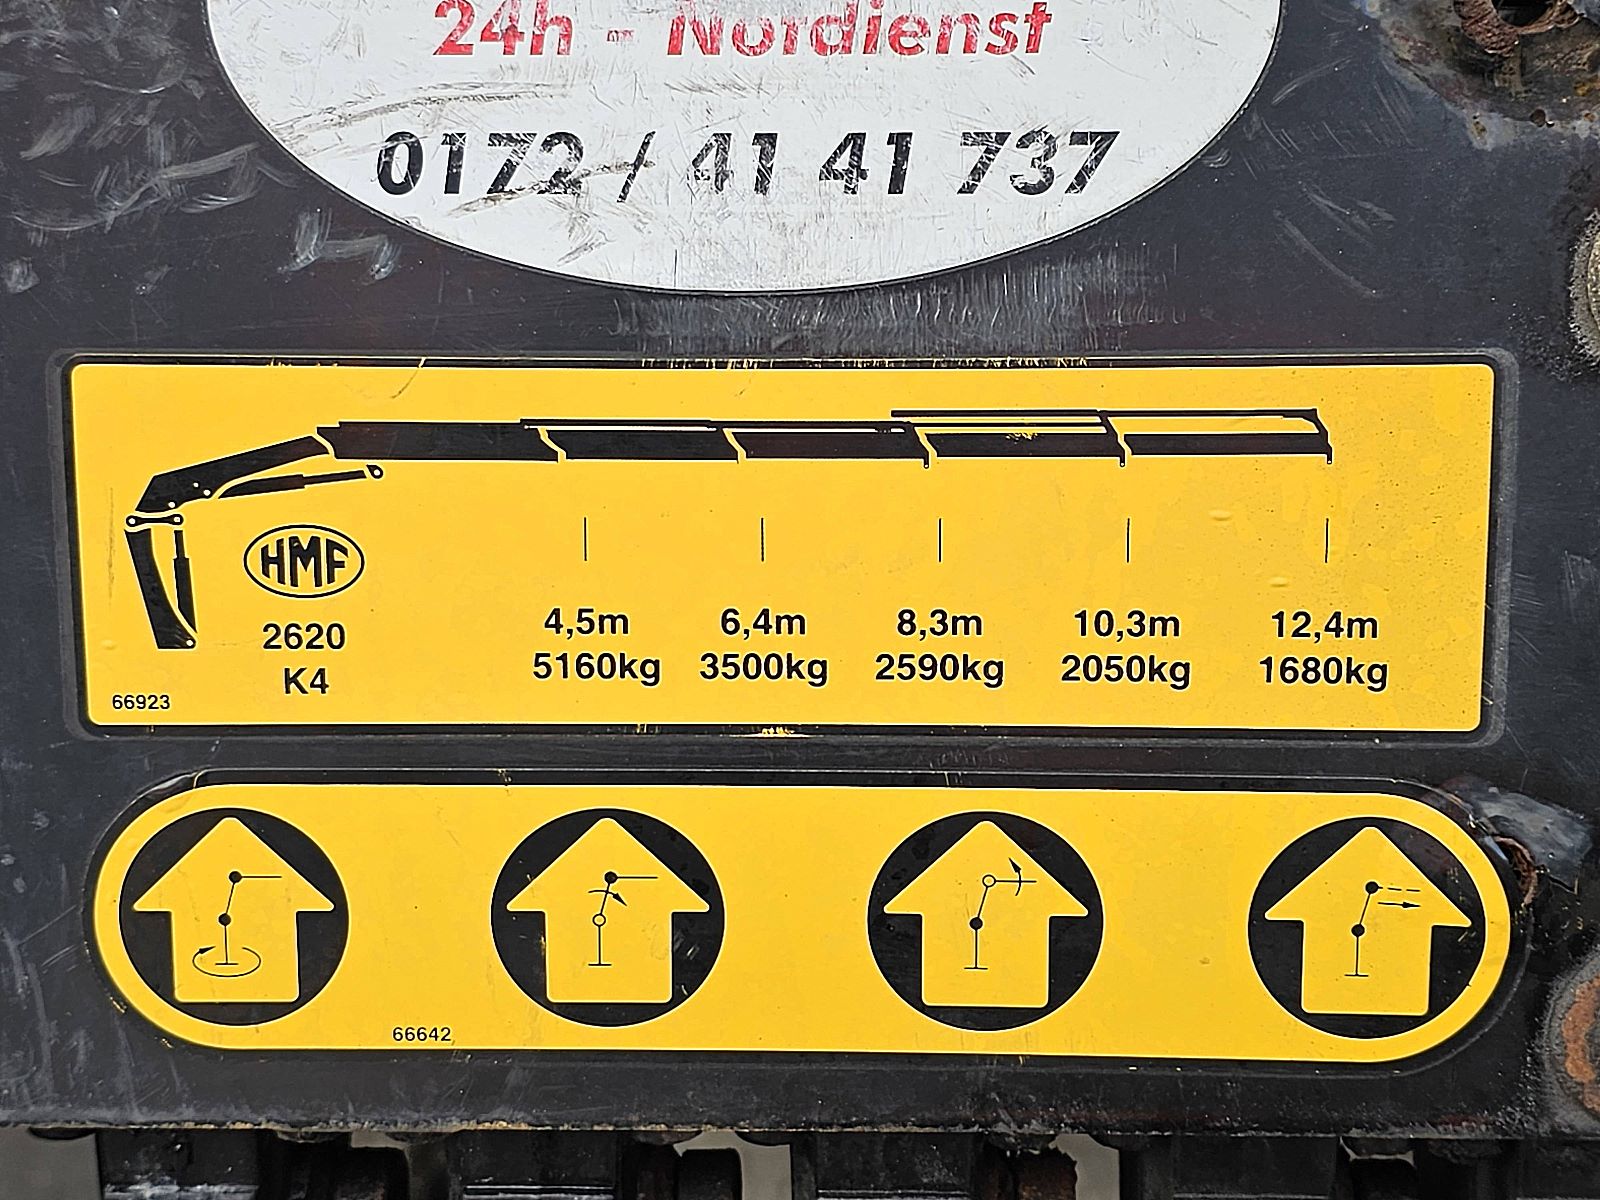 24h - Notdienst
0172 / 41 41 737
HMF
2620
K4
4,5m 6,4m 8,3m 10,3m 12,4m
5160kg 3500kg 2590kg 2050kg 1680kg
66923
66642